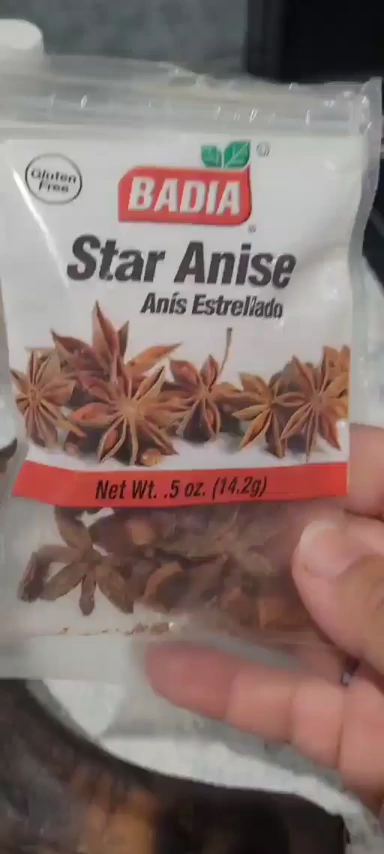 Gluten
Free
BADIA
®
Star Anise
Anís Estrellado
Net Wt. .5 oz. (14.2g)